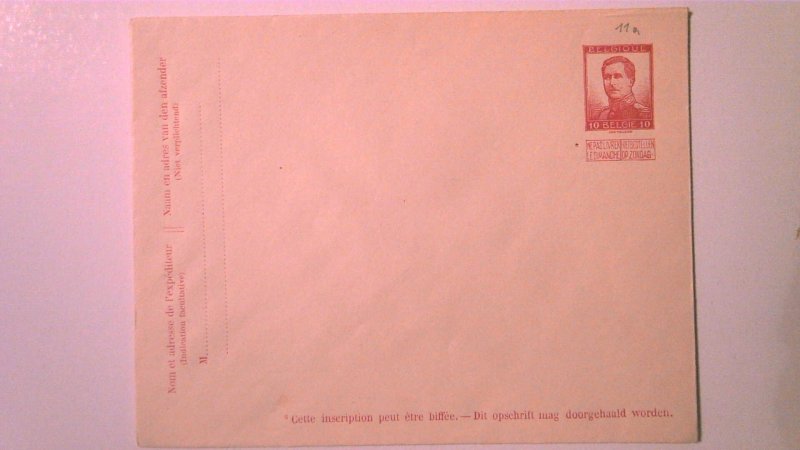 11a
BELGIQUE
10 BELGIË 10
NE PAS LIVRER LE DIMANCHE
NIET BESTELLEN OP ZONDAG
Nom et adresse de l'expéditeur
(Indication facultative)
Naam en adres van den afzender
(Niet verplichtend)
M
* Cette inscription peut être biffée. — Dit opschrift mag doorgehaald worden.